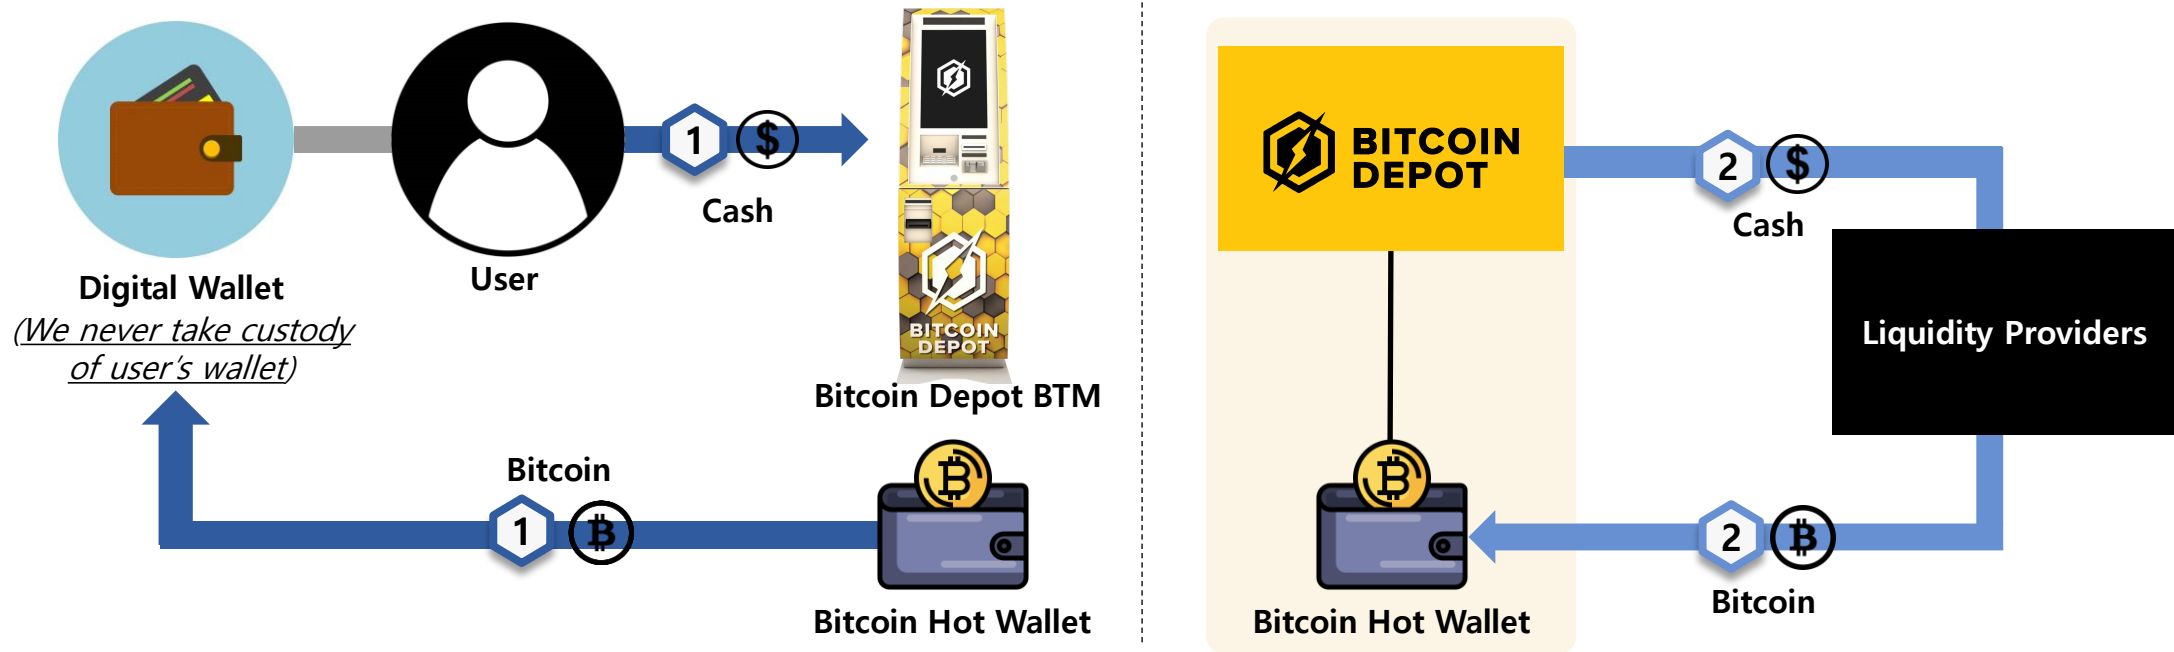 1
$
Cash
User
Digital Wallet
(We never take custody
of user's wallet)
BITCOIN
DEPOT
Bitcoin Depot BTM
Bitcoin
1
₿
₿
Bitcoin Hot Wallet
BITCOIN
DEPOT
2
$
Cash
Liquidity Providers
₿
2
₿
Bitcoin
Bitcoin Hot Wallet